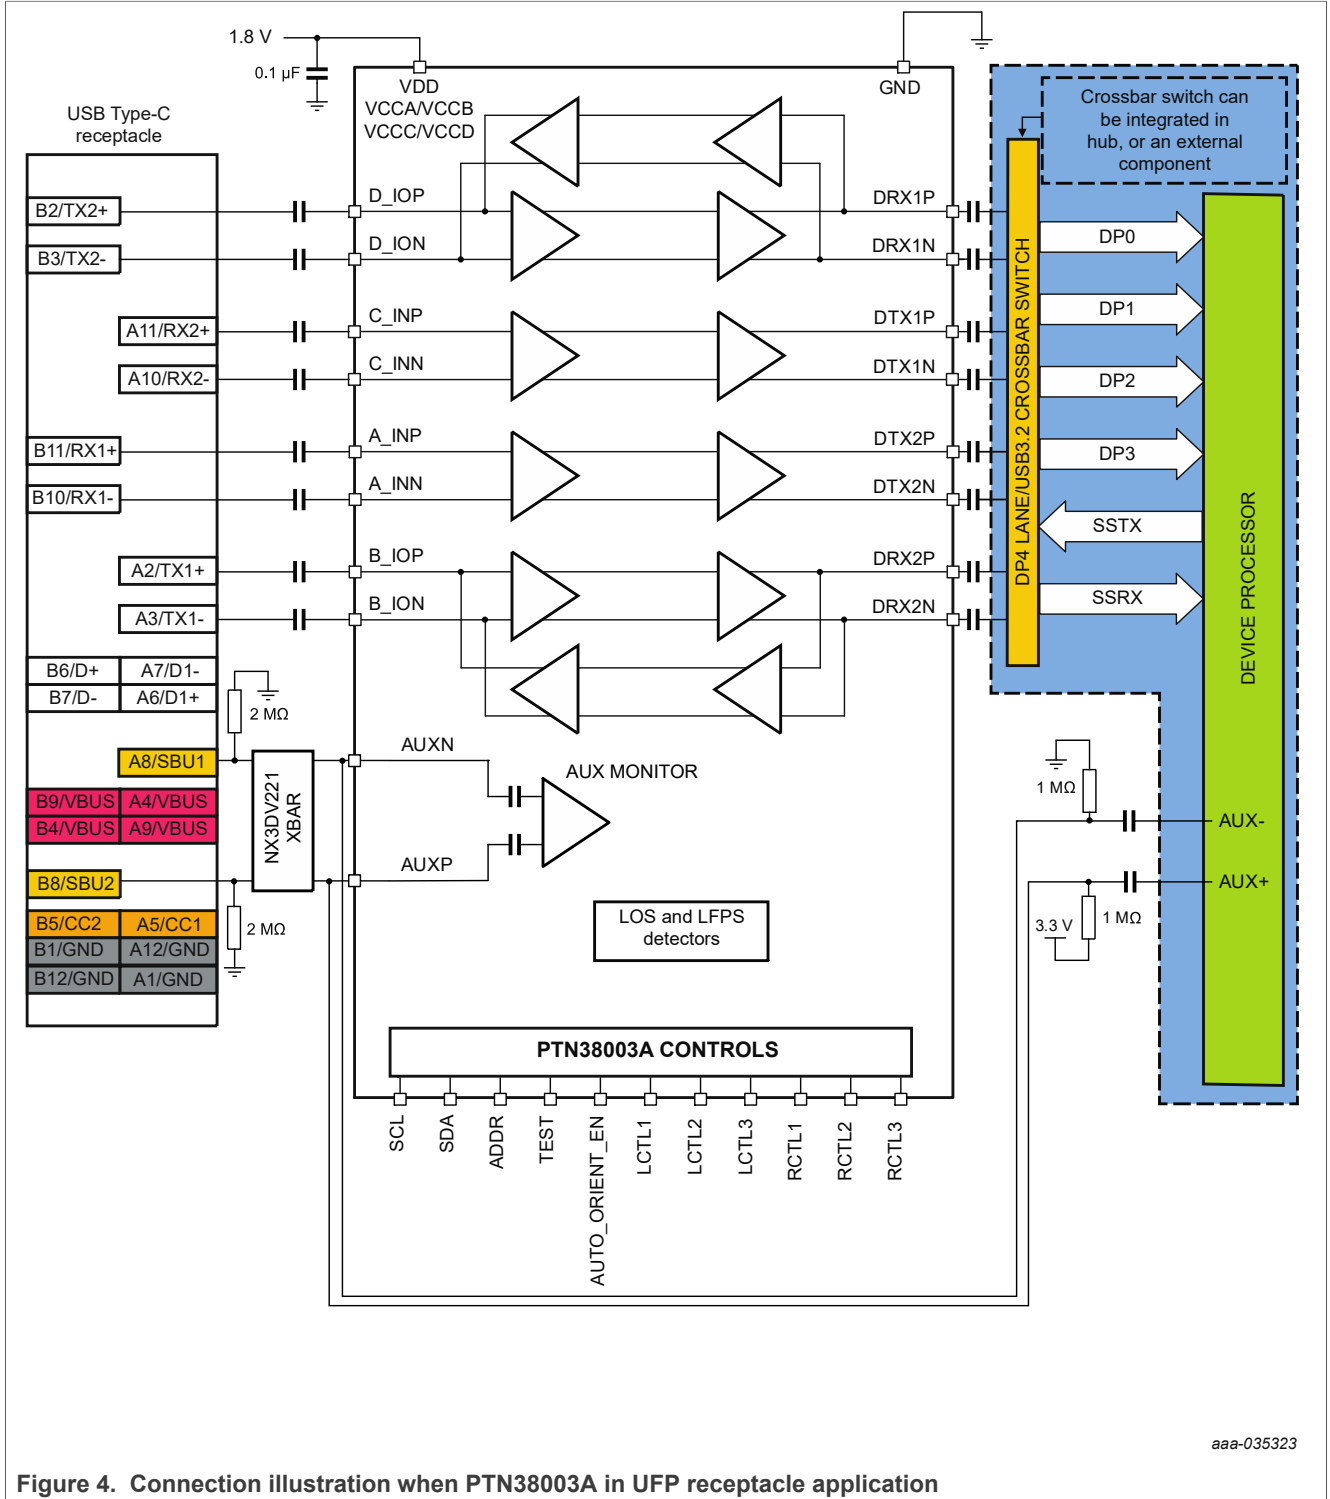 1.8 V
0.1 µF
VDD
VCCA/VCCB
VCCC/VCCD
GND
USB Type-C
receptacle
Crossbar switch can
be integrated in
hub, or an external
component
B2/TX2+
D_IOP
DRX1P
B3/TX2-
D_ION
DRX1N
A11/RX2+
C_INP
DTX1P
A10/RX2-
C_INN
DTX1N
B11/RX1+
A_INP
DTX2P
B10/RX1-
A_INN
DTX2N
A2/TX1+
B_IOP
DRX2P
A3/TX1-
B_ION
DRX2N
DP4 LANE/USB3.2 CROSSBAR SWITCH
DP0
DP1
DP2
DP3
SSTX
SSRX
DEVICE PROCESSOR
B6/D+
A7/D1-
B7/D-
A6/D1+
2 MΩ
A8/SBU1
B9/VBUS
A4/VBUS
B4/VBUS
A9/VBUS
B8/SBU2
B5/CC2
A5/CC1
B1/GND
A12/GND
B12/GND
A1/GND
2 MΩ
NX3DV221
XBAR
AUXN
AUX MONITOR
AUXP
1 MΩ
AUX-
AUX+
3.3 V
1 MΩ
LOS and LFPS
detectors
PTN38003A CONTROLS
SCL
SDA
ADDR
TEST
AUTO_ORIENT_EN
LCTL1
LCTL2
LCTL3
RCTL1
RCTL2
RCTL3
aaa-035323
Figure 4. Connection illustration when PTN38003A in UFP receptacle application